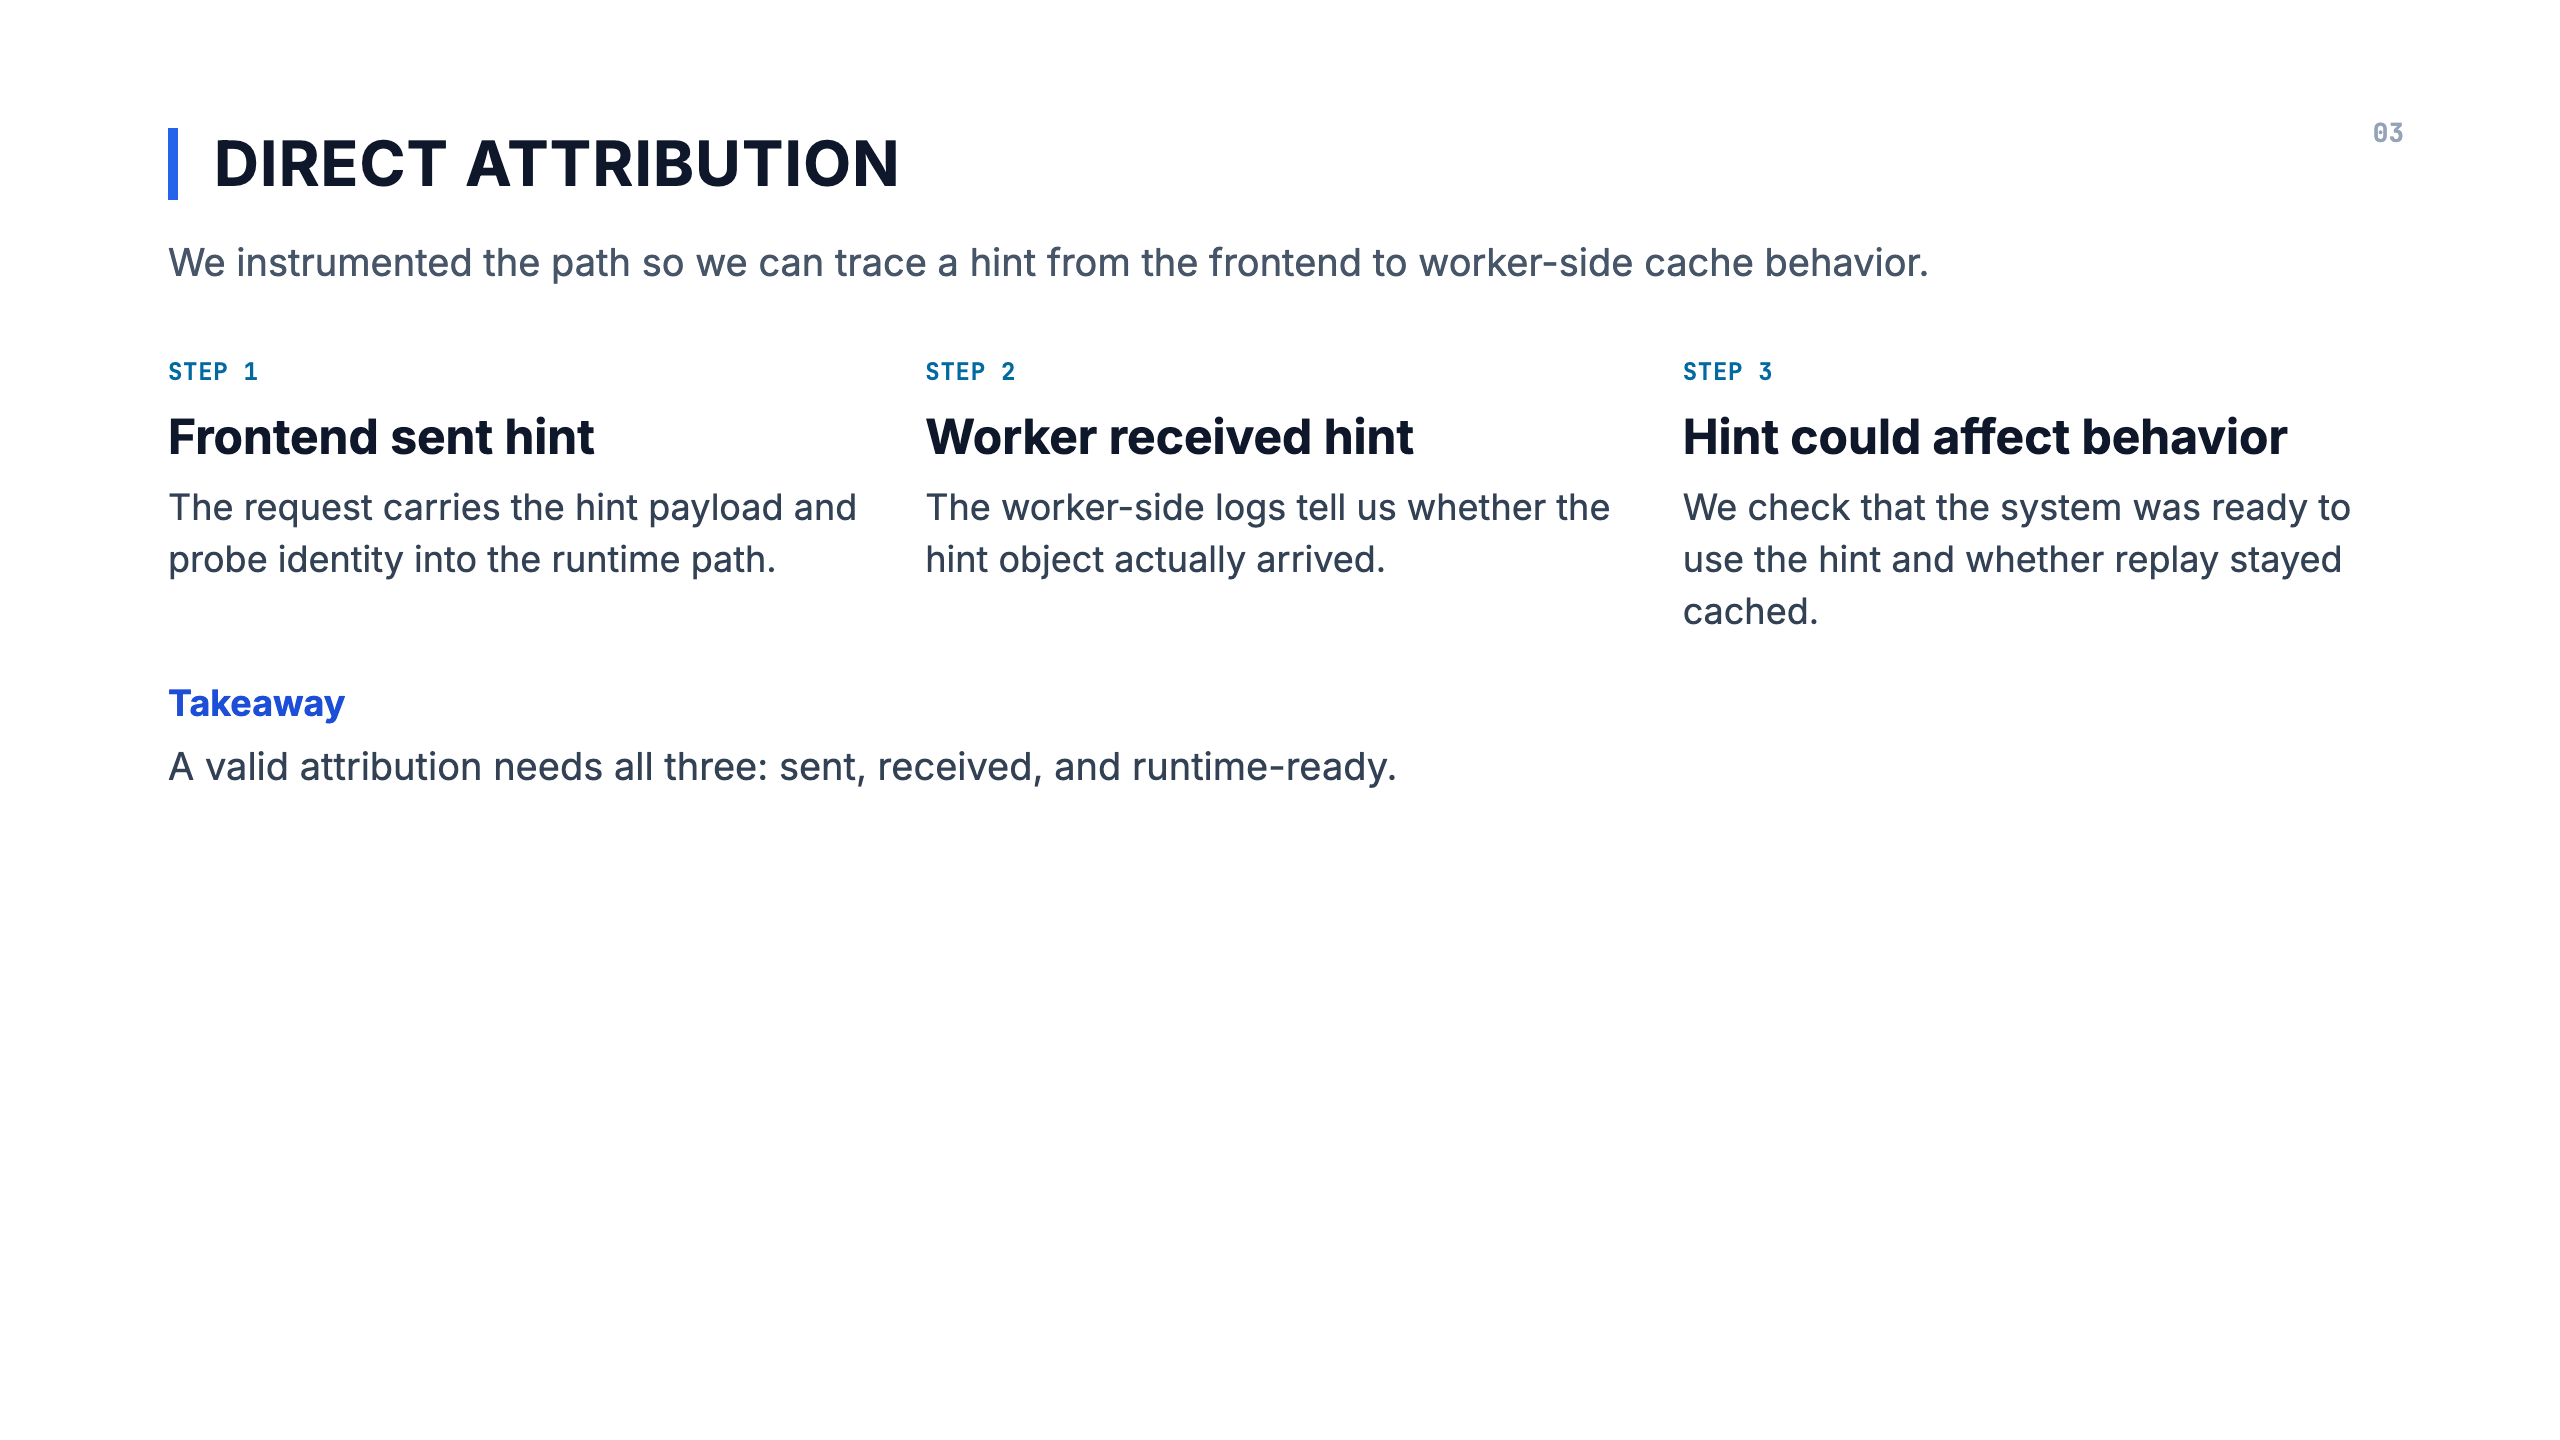 DIRECT ATTRIBUTION
03
We instrumented the path so we can trace a hint from the frontend to worker-side cache behavior.
STEP 1
Frontend sent hint
The request carries the hint payload and
probe identity into the runtime path.
STEP 2
Worker received hint
The worker-side logs tell us whether the
hint object actually arrived.
STEP 3
Hint could affect behavior
We check that the system was ready to
use the hint and whether replay stayed
cached.
Takeaway
A valid attribution needs all three: sent, received, and runtime-ready.